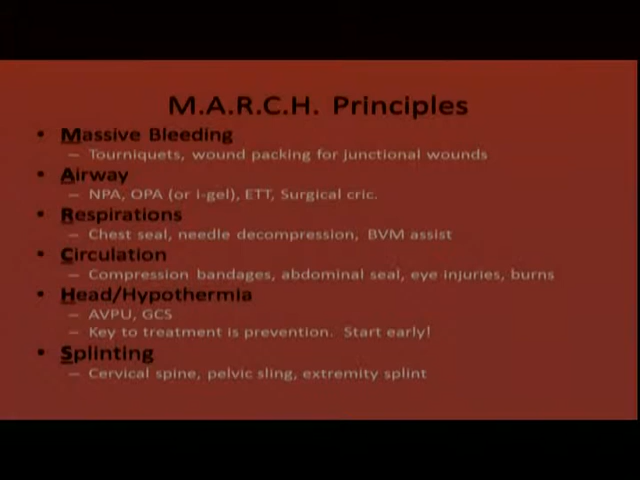 M.A.R.C.H. Principles
• Massive Bleeding
– Tourniquets, wound packing for junctional wounds
• Airway
– NPA, OPA (or i-gel), ETT, Surgical cric.
• Respirations
– Chest seal, needle decompression, BVM assist
• Circulation
– Compression bandages, abdominal seal, eye injuries, burns
• Head/Hypothermia
– AVPU, GCS
– Key to treatment is prevention. Start early!
• Splinting
– Cervical spine, pelvic sling, extremity splint